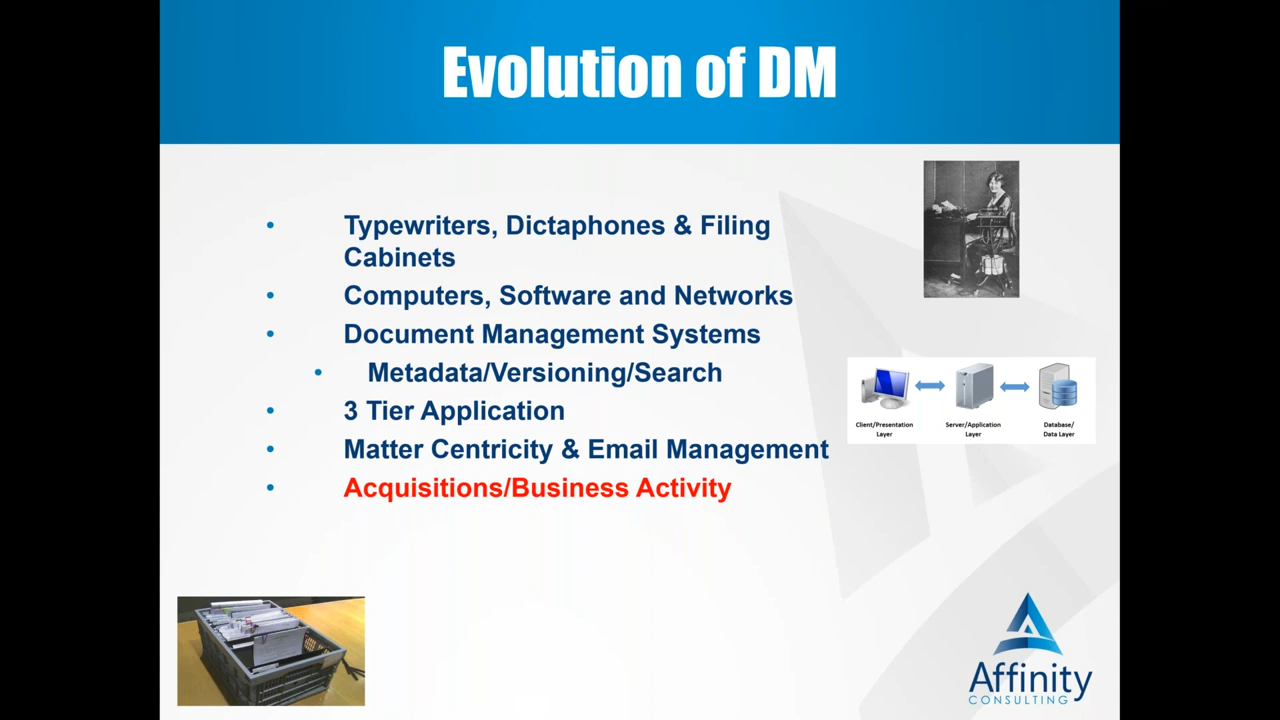 Evolution of DM
• Typewriters, Dictaphones & Filing
Cabinets
• Computers, Software and Networks
• Document Management Systems
• Metadata/Versioning/Search
• 3 Tier Application
• Matter Centricity & Email Management
• Acquisitions/Business Activity
Client/Presentation
Layer
Server/Application
Layer
Database/
Data Layer
Affinity
CONSULTING